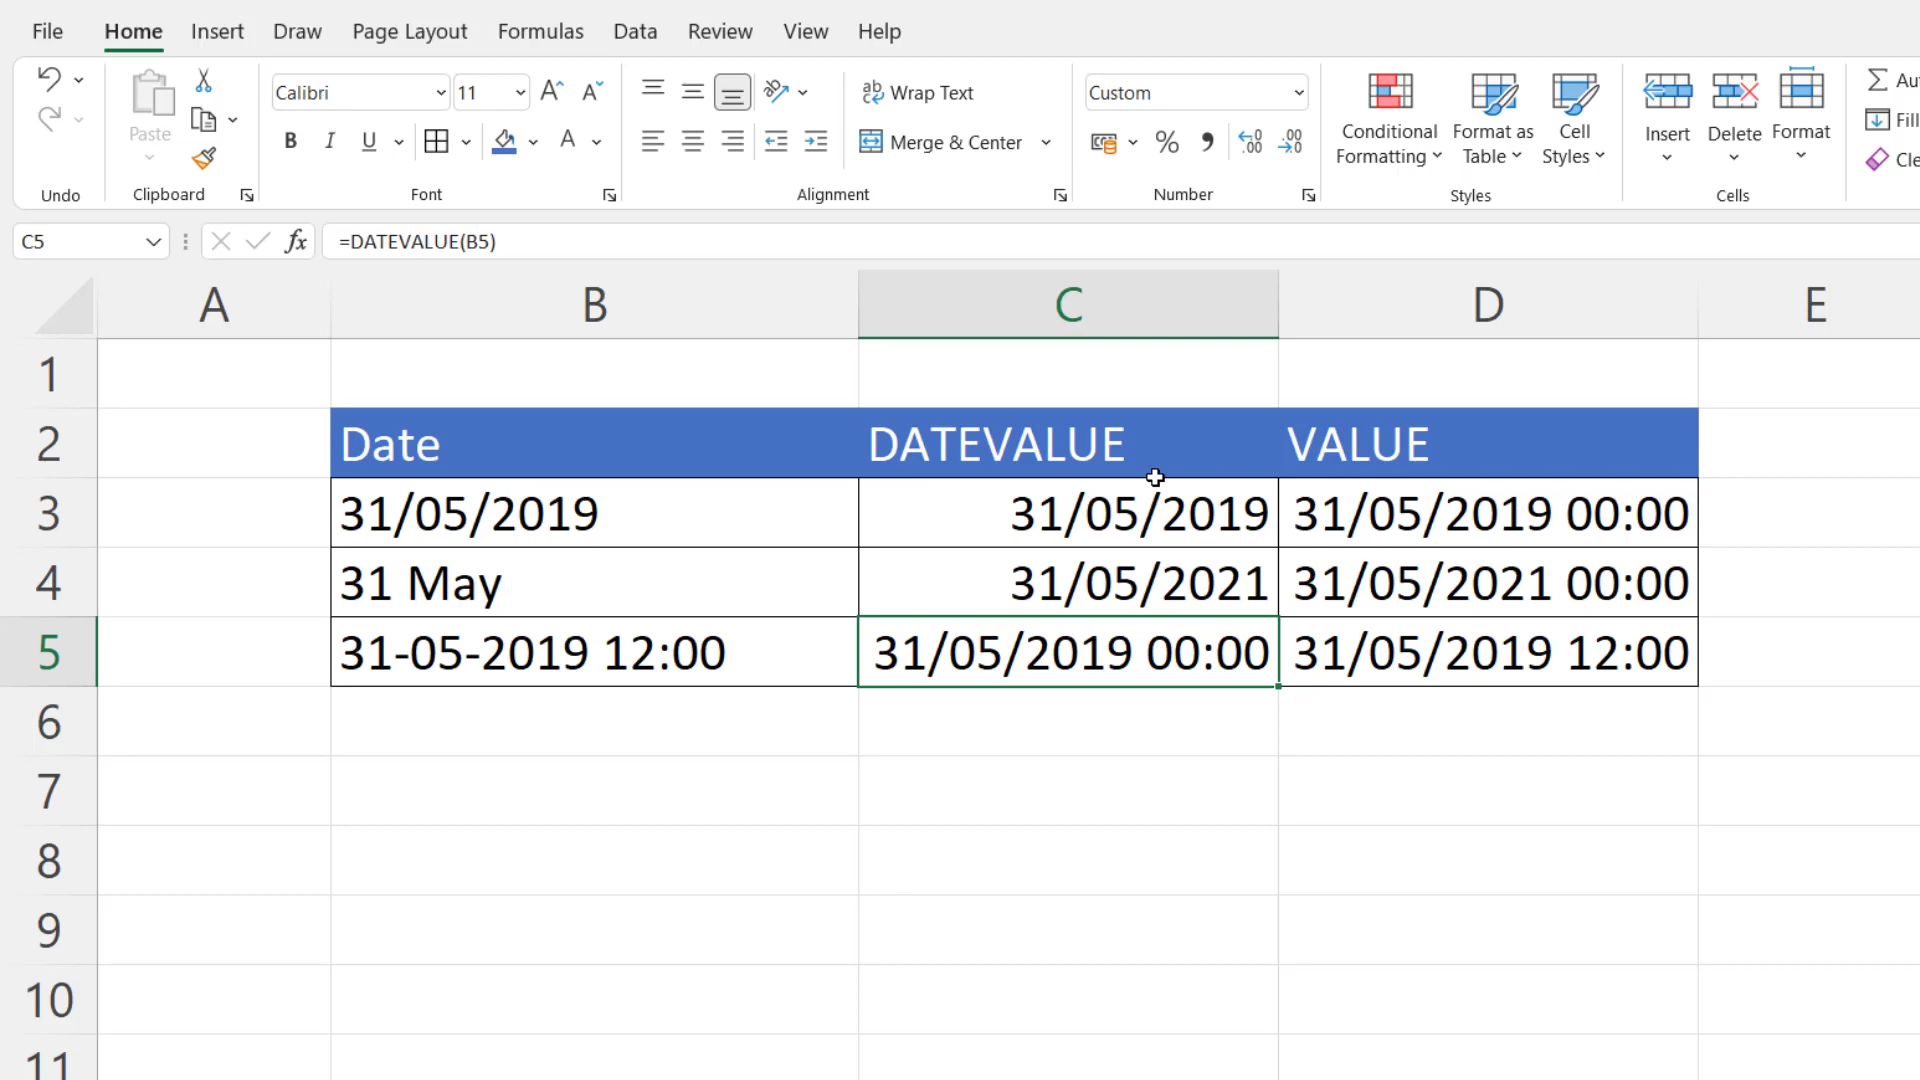 File Home Insert Draw Page Layout Formulas Data Review View Help
Calibri 11 Wrap Text Custom
Paste B I U A Merge & Center % Conditional Formatting Format as Table Cell Styles Insert Delete Format
Undo Clipboard Font Alignment Number Styles Cells
C5 fx =DATEVALUE(B5)
A B C D E
1
2 Date DATEVALUE VALUE
3 31/05/2019 31/05/2019 31/05/2019 00:00
4 31 May 31/05/2021 31/05/2021 00:00
5 31-05-2019 12:00 31/05/2019 00:00 31/05/2019 12:00
6
7
8
9
10
11